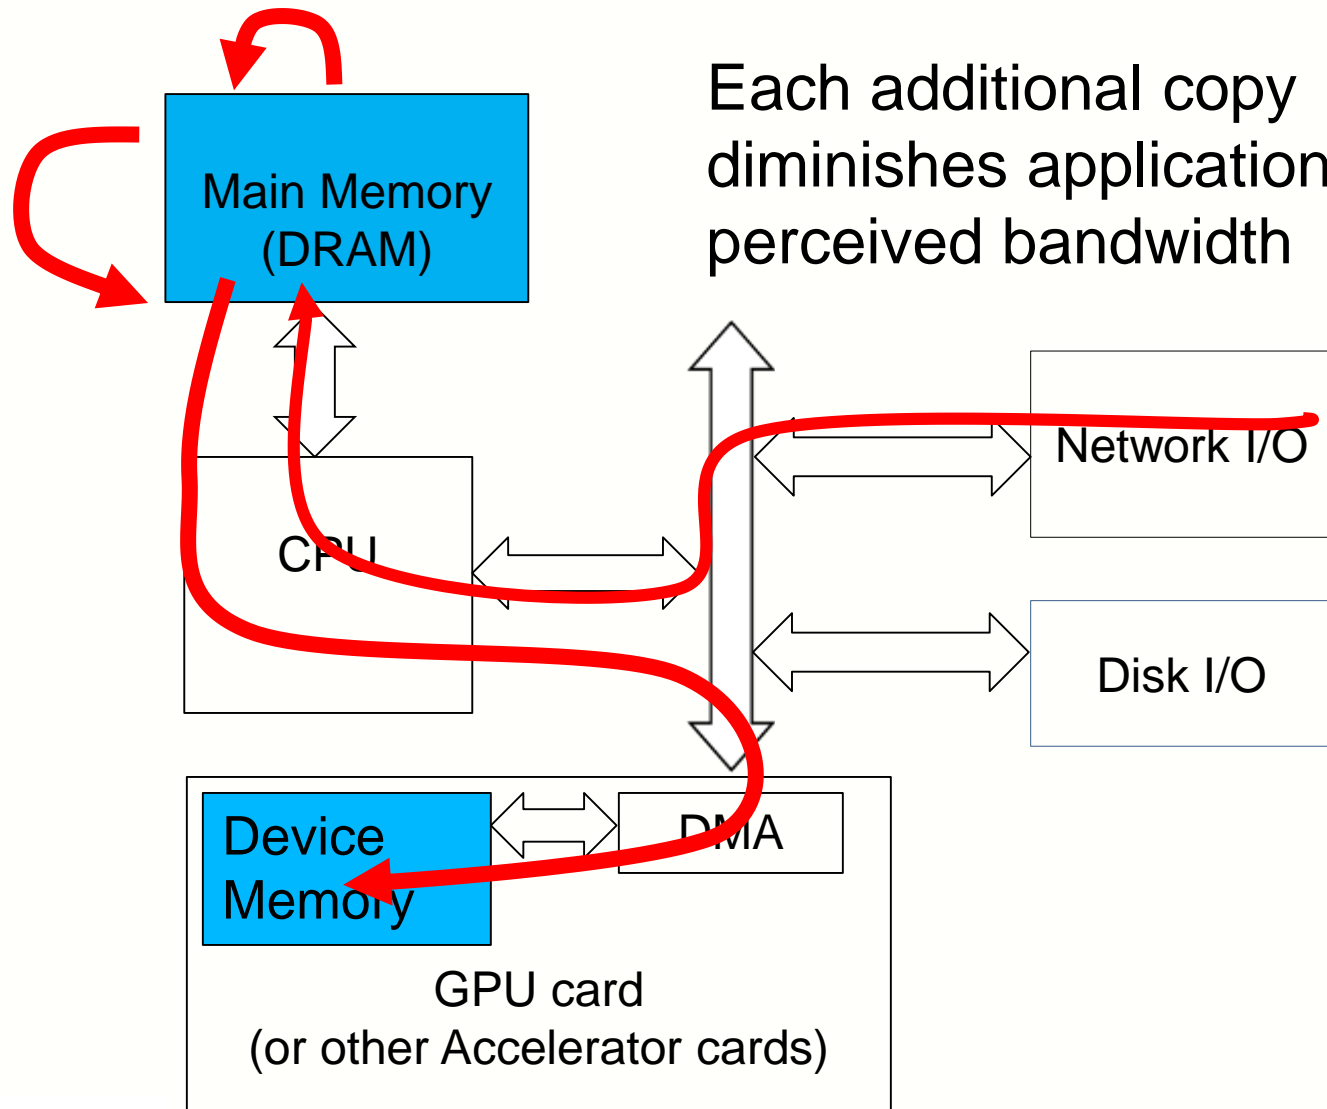 Each additional copy
diminishes application
perceived bandwidth
Main Memory
(DRAM)
Network I/O
CPU
Disk I/O
Device
Memory
DMA
GPU card
(or other Accelerator cards)